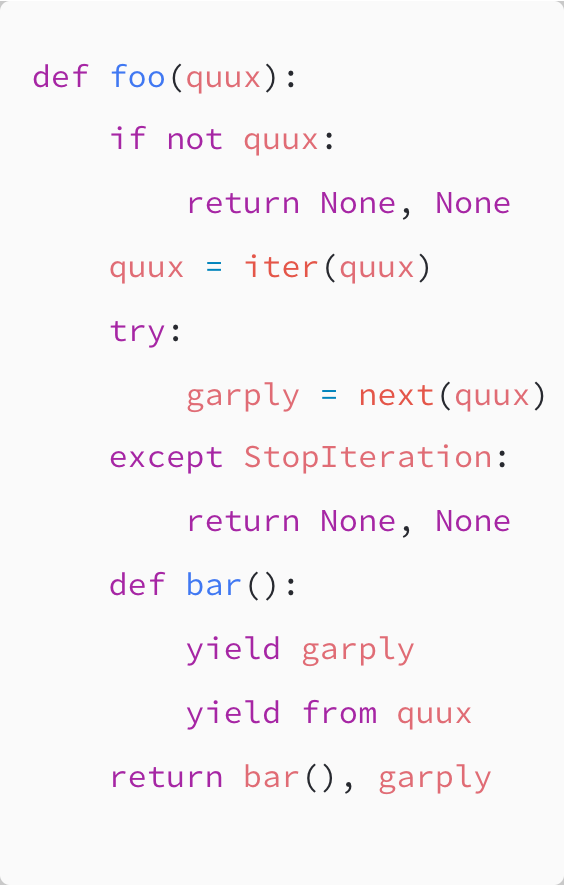 def foo(quux):
    if not quux:
        return None, None
    quux = iter(quux)
    try:
        garply = next(quux)
    except StopIteration:
        return None, None
    def bar():
        yield garply
        yield from quux
    return bar(), garply